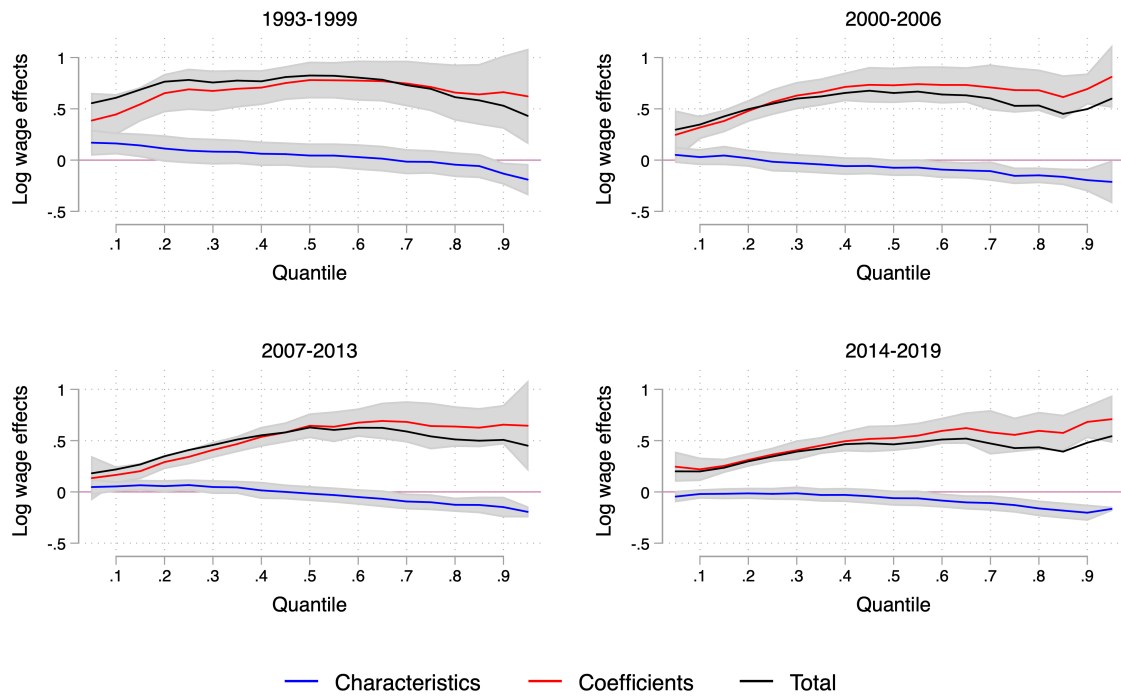 1993-1999
Log wage effects
1
.5
0
-.5
.1 .2 .3 .4 .5 .6 .7 .8 .9
Quantile
2000-2006
Log wage effects
1
.5
0
-.5
.1 .2 .3 .4 .5 .6 .7 .8 .9
Quantile
2007-2013
Log wage effects
1
.5
0
-.5
.1 .2 .3 .4 .5 .6 .7 .8 .9
Quantile
2014-2019
Log wage effects
1
.5
0
-.5
.1 .2 .3 .4 .5 .6 .7 .8 .9
Quantile
Characteristics Coefficients Total